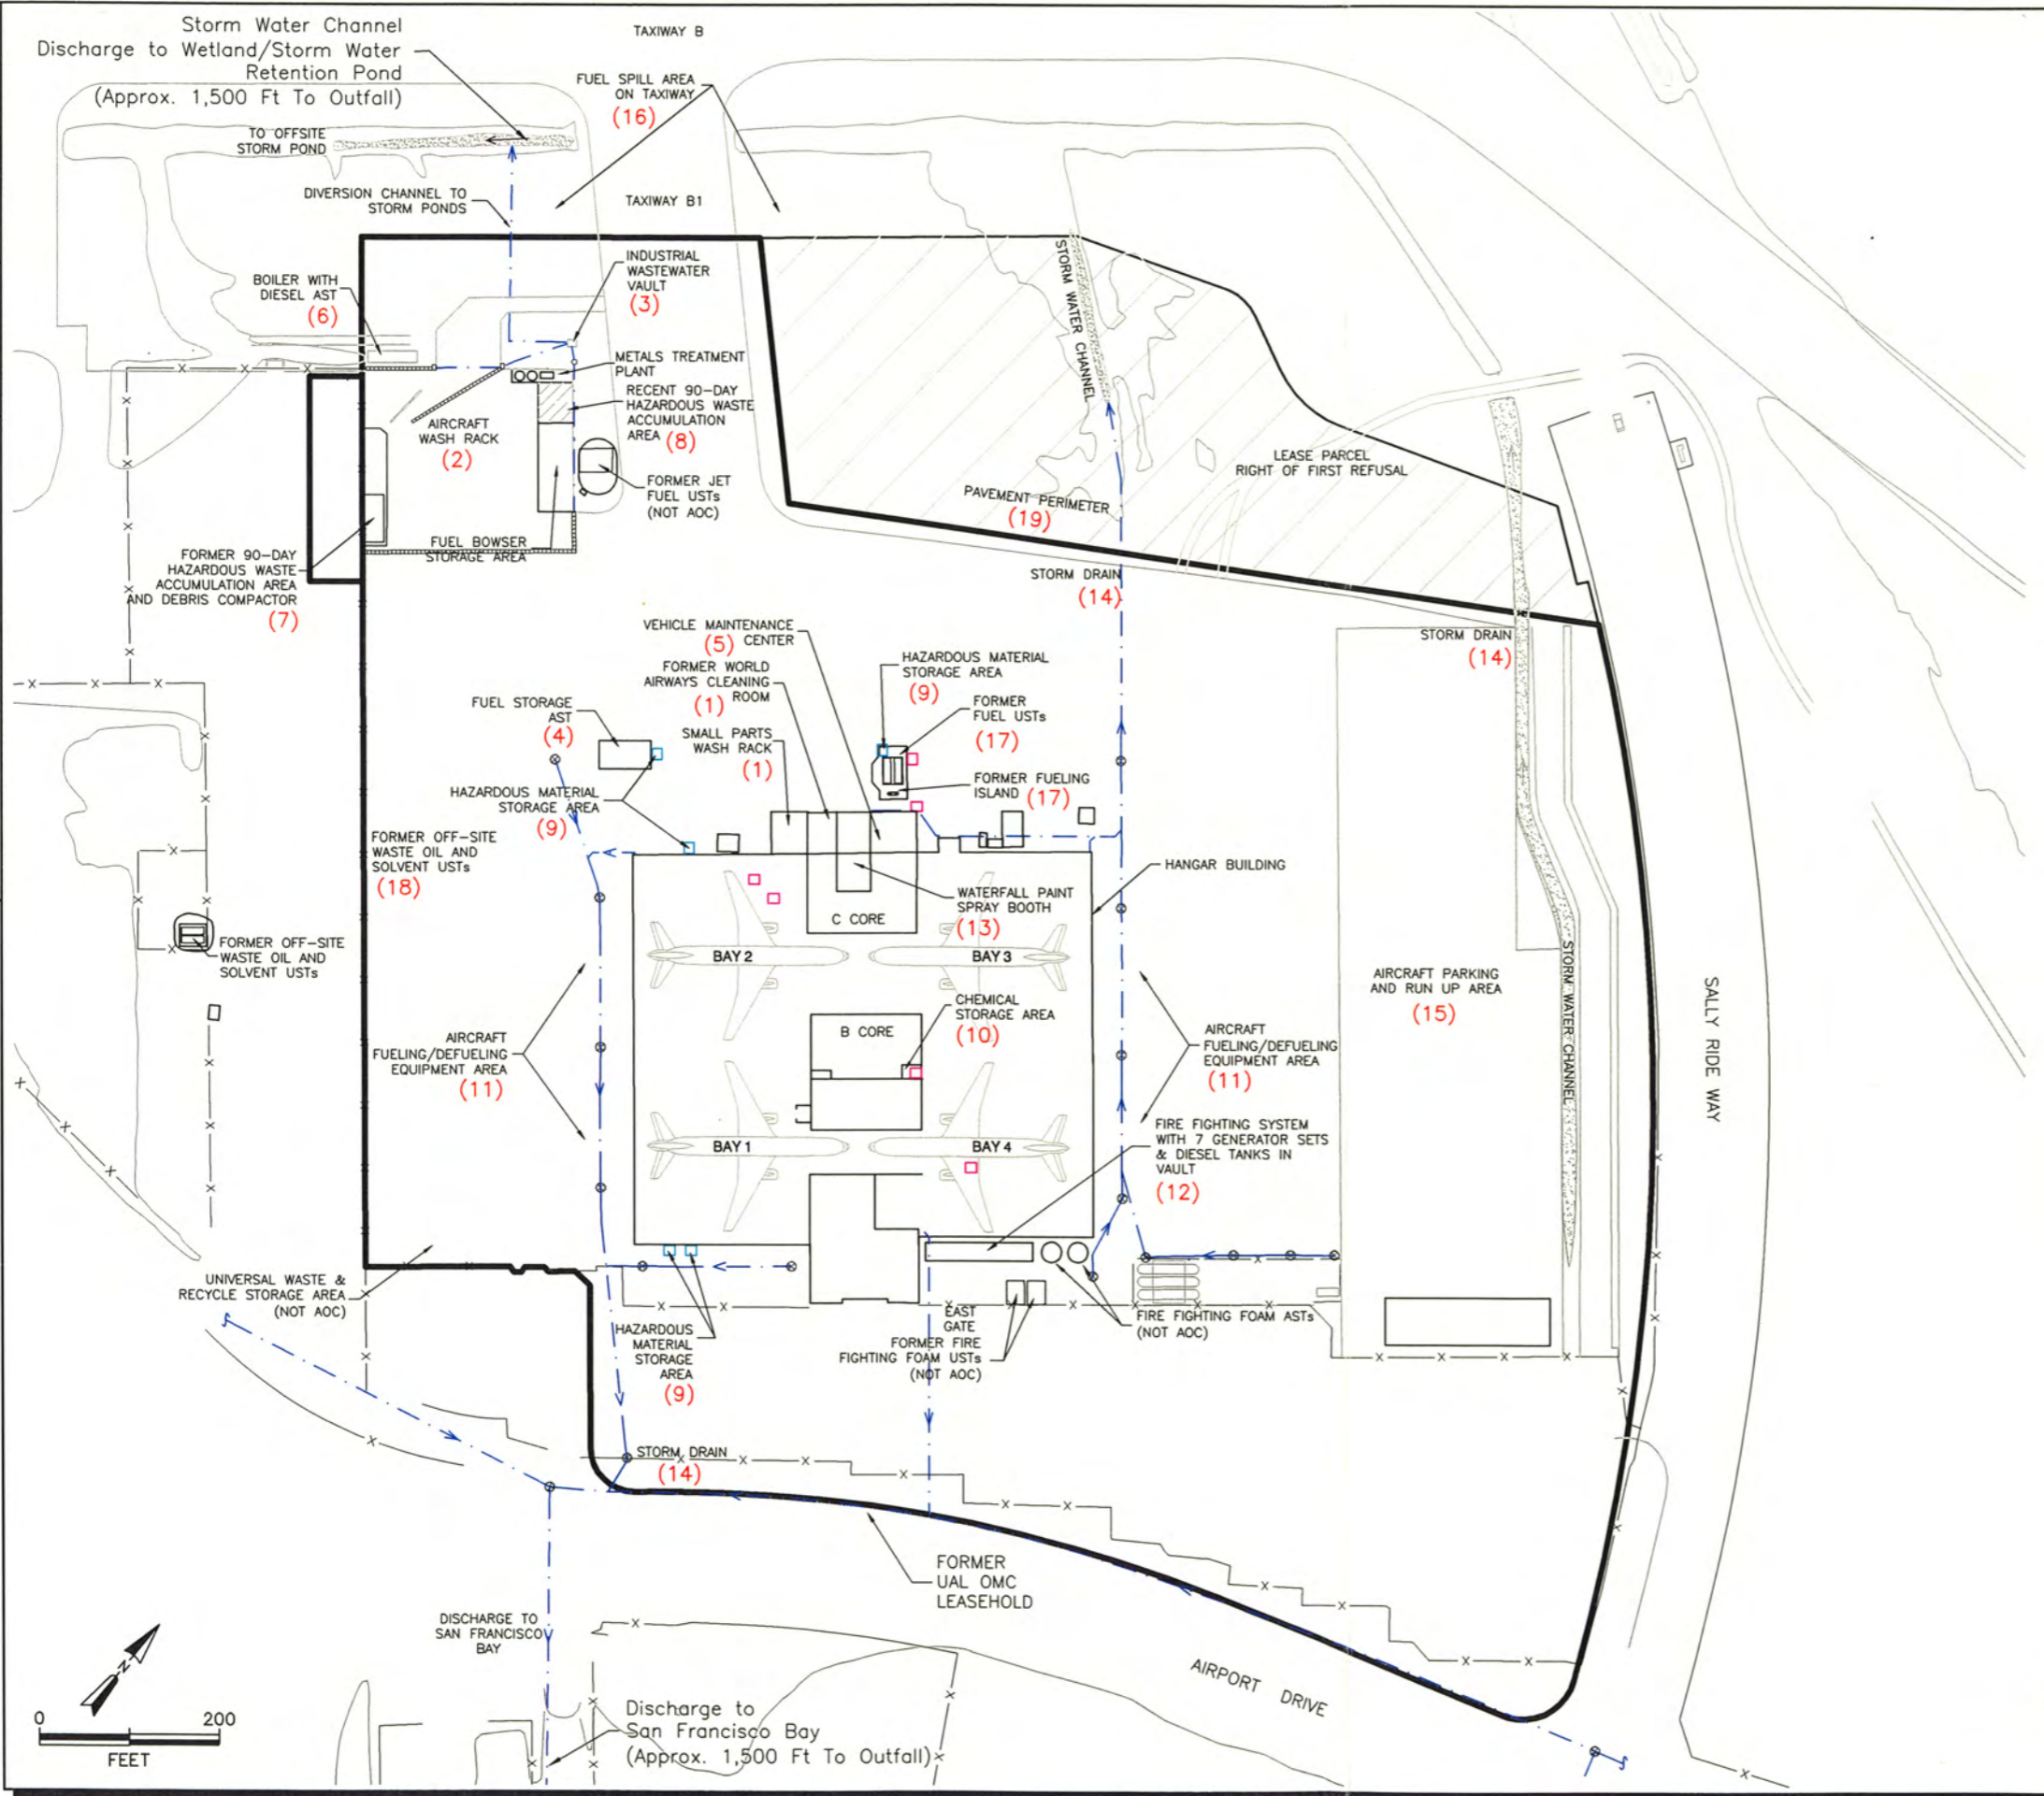 Storm Water Channel
Discharge to Wetland/Storm Water
Retention Pond
(Approx. 1,500 Ft To Outfall)
TAXIWAY B
FUEL SPILL AREA
ON TAXIWAY
(16)
TO OFFSITE
STORM POND
DIVERSION CHANNEL TO
STORM PONDS
TAXIWAY B1
BOILER WITH
DIESEL AST
(6)
INDUSTRIAL
WASTEWATER
VAULT
(3)
STORM WATER CHANNEL
METALS TREATMENT
PLANT
RECENT 90-DAY
HAZARDOUS WASTE
ACCUMULATION
AREA (8)
AIRCRAFT
WASH RACK
(2)
FORMER JET
FUEL USTs
(NOT AOC)
LEASE PARCEL
RIGHT OF FIRST REFUSAL
PAVEMENT PERIMETER
(19)
FUEL BOWSER
STORAGE AREA
FORMER 90-DAY
HAZARDOUS WASTE
ACCUMULATION AREA
AND DEBRIS COMPACTOR
(7)
STORM DRAIN
(14)
STORM DRAIN
(14)
VEHICLE MAINTENANCE
(5) CENTER
FORMER WORLD
AIRWAYS CLEANING
(1) ROOM
SMALL PARTS
WASH RACK
(1)
HAZARDOUS MATERIAL
STORAGE AREA
(9)
FORMER
FUEL USTs
(17)
FORMER FUELING
ISLAND (17)
FUEL STORAGE
AST
(4)
HAZARDOUS MATERIAL
STORAGE AREA
(9)
FORMER OFF-SITE
WASTE OIL AND
SOLVENT USTs
(18)
FORMER OFF-SITE
WASTE OIL AND
SOLVENT USTs
HANGAR BUILDING
WATERFALL PAINT
SPRAY BOOTH
(13)
C CORE
BAY 2
BAY 3
CHEMICAL
STORAGE AREA
(10)
B CORE
AIRCRAFT
FUELING/DEFUELING
EQUIPMENT AREA
(11)
AIRCRAFT
FUELING/DEFUELING
EQUIPMENT AREA
(11)
AIRCRAFT PARKING
AND RUN UP AREA
(15)
STORM WATER CHANNEL
SALLY RIDE WAY
BAY 1
BAY 4
FIRE FIGHTING SYSTEM
WITH 7 GENERATOR SETS
& DIESEL TANKS IN
VAULT
(12)
UNIVERSAL WASTE &
RECYCLE STORAGE AREA
(NOT AOC)
HAZARDOUS
MATERIAL
STORAGE
AREA
(9)
EAST
GATE
FORMER FIRE
FIGHTING FOAM USTs
(NOT AOC)
FIRE FIGHTING FOAM ASTs
(NOT AOC)
STORM DRAIN
(14)
FORMER
UAL OMC
LEASEHOLD
DISCHARGE TO
SAN FRANCISCO
BAY
AIRPORT DRIVE
Discharge to
San Francisco Bay
(Approx. 1,500 Ft To Outfall)
N
0 200
FEET